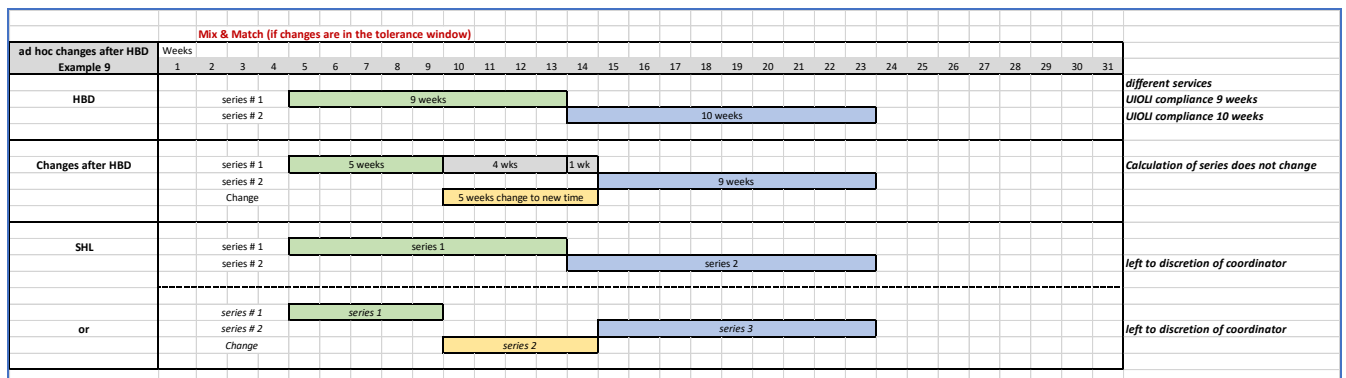 Mix & Match (if changes are in the tolerance window)
ad hoc changes after HBD Weeks
Example 9 1 2 3 4 5 6 7 8 9 10 11 12 13 14 15 16 17 18 19 20 21 22 23 24 25 26 27 28 29 30 31
different services
HBD series # 1 9 weeks UIOLI compliance 9 weeks
series # 2 10 weeks UIOLI compliance 10 weeks
Changes after HBD series # 1 5 weeks 4 wks 1 wk Calculation of series does not change
series # 2 9 weeks
Change 5 weeks change to new time
SHL series # 1 series 1
series # 2 series 2 left to discretion of coordinator
series # 1 series 1
or series # 2 series 3 left to discretion of coordinator
Change series 2